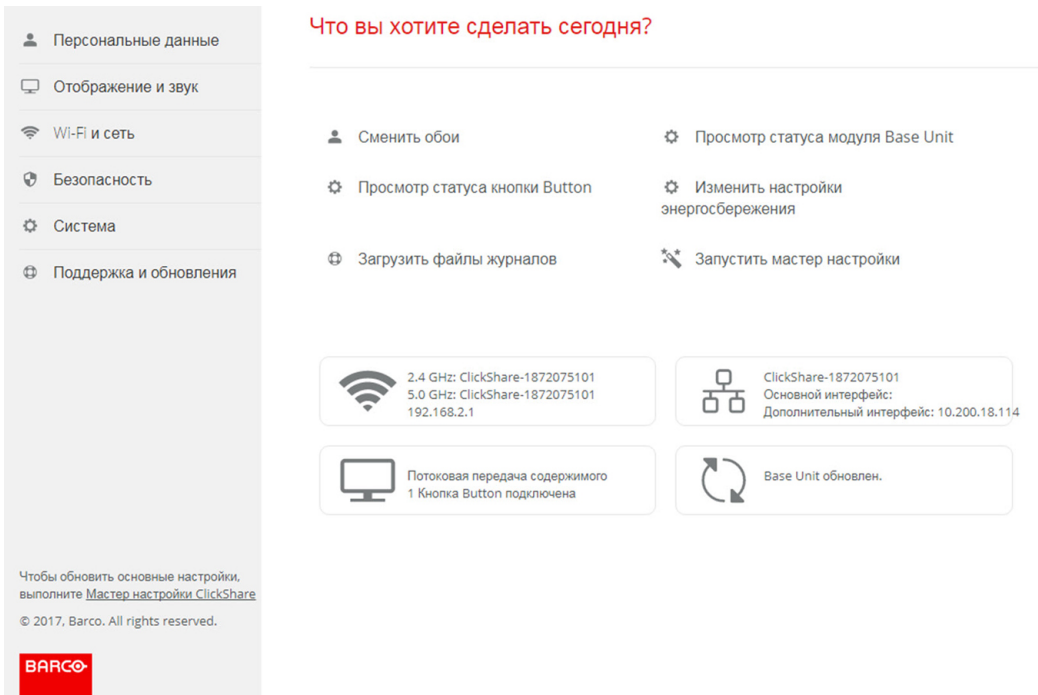 Персональные данные
Отображение и звук
Wi-Fi и сеть
Безопасность
Система
Поддержка и обновления
Чтобы обновить основные настройки,
выполните Мастер настройки ClickShare
© 2017, Barco. All rights reserved.
BARCO
Что вы хотите сделать сегодня?
Сменить обои
Просмотр статуса модуля Base Unit
Просмотр статуса кнопки Button
Изменить настройки
энергосбережения
Загрузить файлы журналов
Запустить мастер настройки
2.4 GHz: ClickShare-1872075101
5.0 GHz: ClickShare-1872075101
192.168.2.1
ClickShare-1872075101
Основной интерфейс:
Дополнительный интерфейс: 10.200.18.114
Потоковая передача содержимого
1 Кнопка Button подключена
Base Unit обновлен.